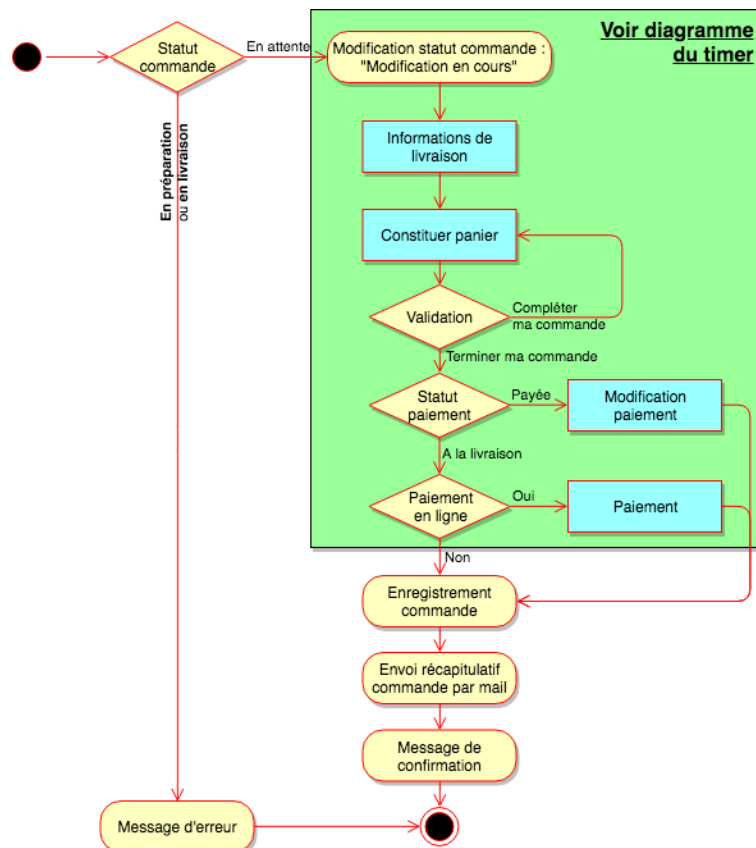 Statut
commande
En attente
Modification statut commande :
"Modification en cours"
Voir diagramme
du timer
En préparation
ou en livraison
Informations de
livraison
Constituer panier
Validation
Compléter
ma commande
Terminer ma commande
Statut
paiement
Payée
Modification
paiement
A la livraison
Paiement
en ligne
Oui
Paiement
Non
Enregistrement
commande
Envoi récapitulatif
commande par mail
Message de
confirmation
Message d'erreur